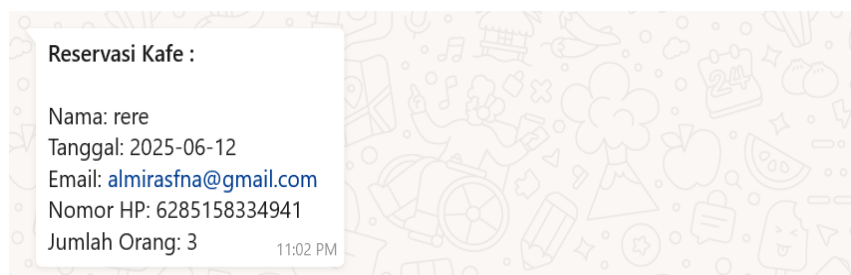 Reservasi Kafe :
Nama: rere
Tanggal: 2025-06-12
Email: almirasfna@gmail.com
Nomor HP: 6285158334941
Jumlah Orang: 3
11:02 PM
24